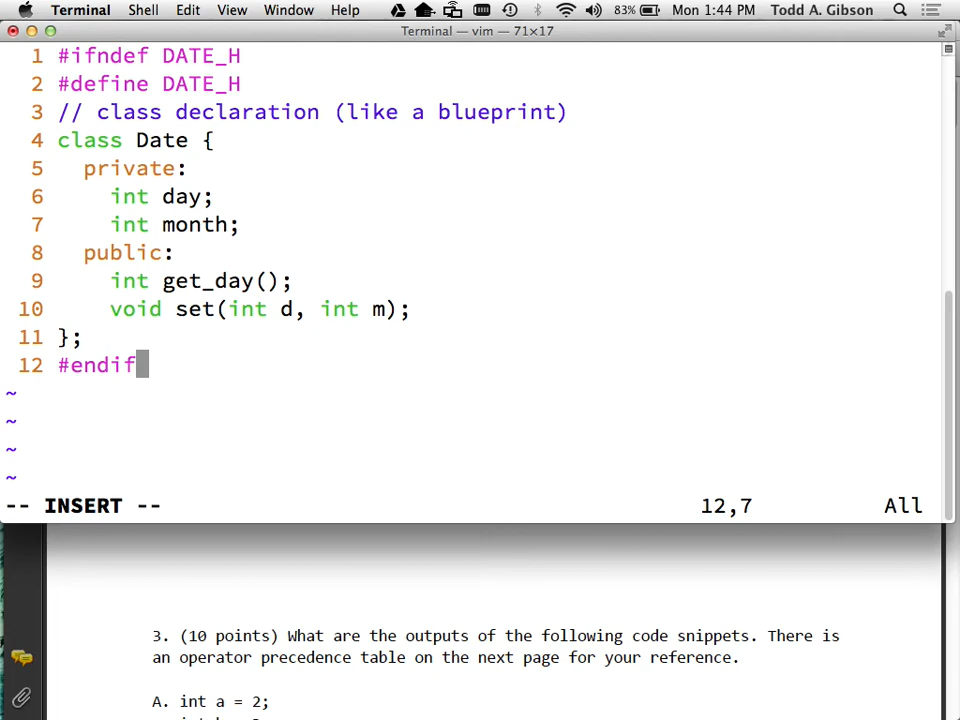 Terminal Shell Edit View Window Help 83% Mon 1:44 PM Todd A. Gibson
Terminal — vim — 71×17
1 #ifndef DATE_H
2 #define DATE_H
3 // class declaration (like a blueprint)
4 class Date {
5 private:
6 int day;
7 int month;
8 public:
9 int get_day();
10 void set(int d, int m);
11 };
12 #endif
~
~
~
~
-- INSERT -- 12,7 All
3. (10 points) What are the outputs of the following code snippets. There is
an operator precedence table on the next page for your reference.
A. int a = 2;